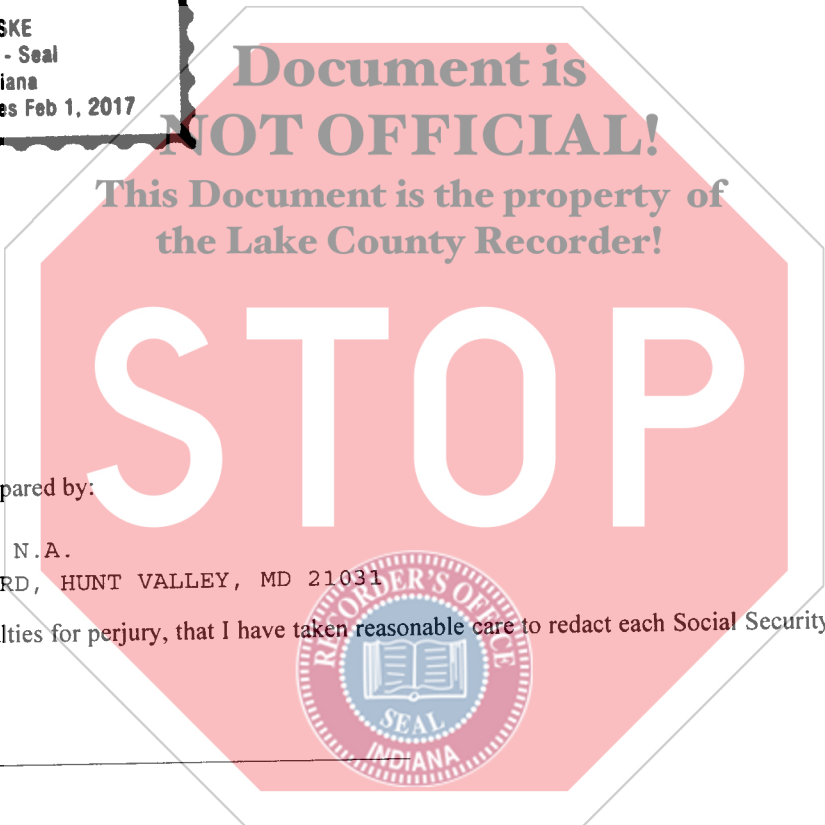 SKE
- Seal
iana
es Feb 1, 2017
Document is
NOT OFFICIAL!
This Document is the property of
the Lake County Recorder!
STOP
pared by:
N.A.
RD, HUNT VALLEY, MD 21031
lties for perjury, that I have taken reasonable care to redact each Social Security
RECORDER'S OFFICE
SEAL
INDIANA